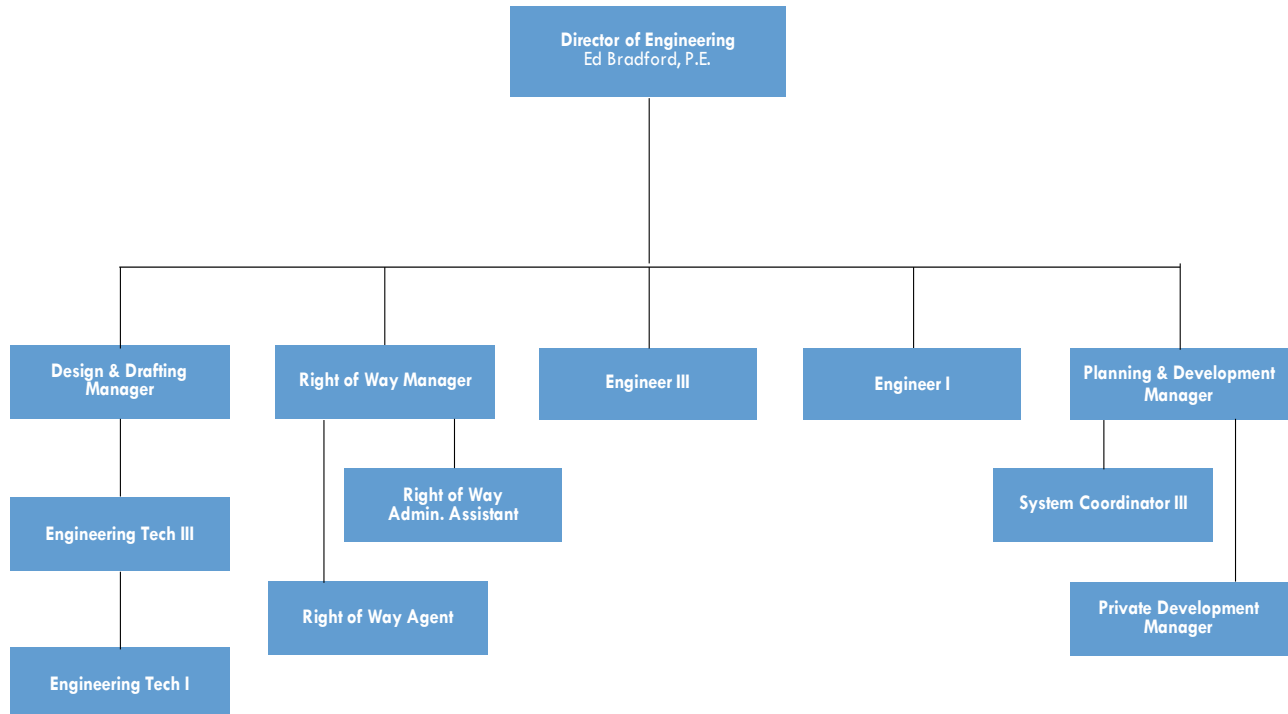 Director of Engineering
Ed Bradford, P.E.
Design & Drafting
Manager
Right of Way Manager
Engineer III
Engineer I
Planning & Development
Manager
Right of Way
Admin. Assistant
System Coordinator III
Engineering Tech III
Right of Way Agent
Private Development
Manager
Engineering Tech I